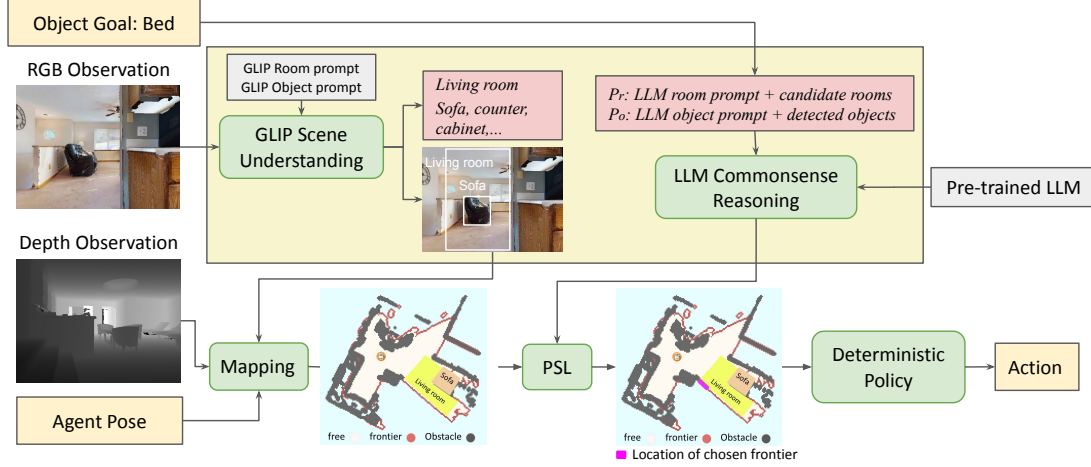 Object Goal: Bed
RGB Observation
GLIP Room prompt
GLIP Object prompt
GLIP Scene
Understanding
Living room
Sofa, counter,
cabinet,...
Living room
Sofa
Pr: LLM room prompt + candidate rooms
Po: LLM object prompt + detected objects
LLM Commonsense
Reasoning
Pre-trained LLM
Depth Observation
Mapping
Agent Pose
Sofa
Living room
free frontier Obstacle
PSL
Sofa
Living room
free frontier Obstacle
Location of chosen frontier
Deterministic
Policy
Action